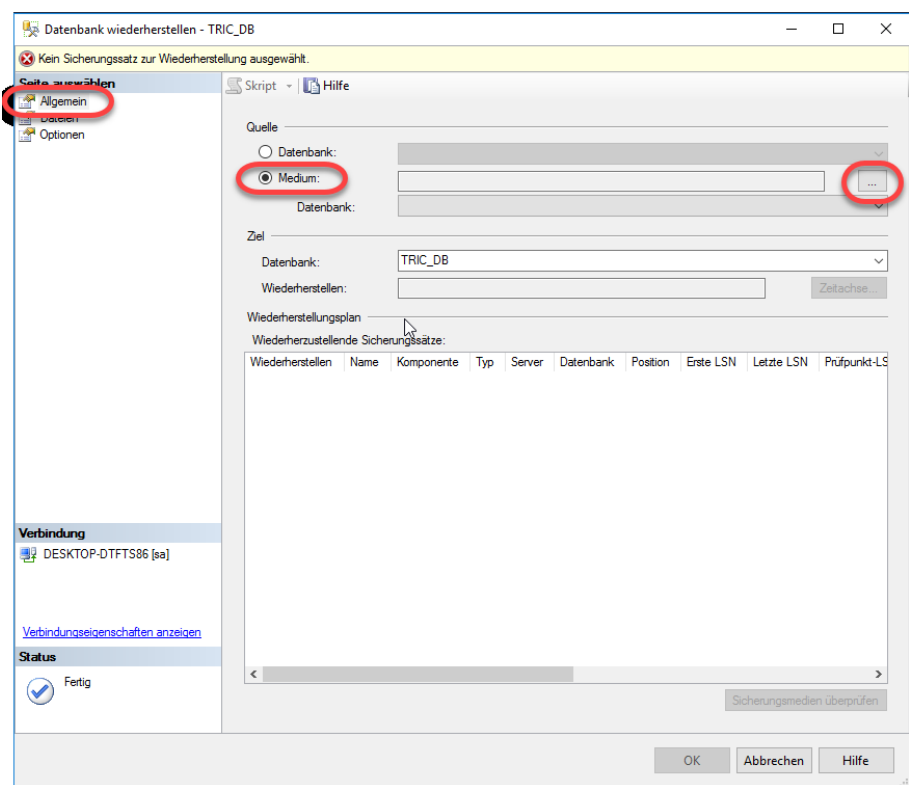 Datenbank wiederherstellen - TRIC_DB
Kein Sicherungssatz zur Wiederherstellung ausgewählt.
Seite auswählen
Allgemein
Dateien
Optionen
Skript
Hilfe
Quelle
Datenbank:
Medium:
...
Datenbank:
Ziel
Datenbank:
TRIC_DB
Wiederherstellen:
Zeitachse...
Wiederherstellungsplan
Wiederherzustellende Sicherungssätze:
Wiederherstellen Name Komponente Typ Server Datenbank Position Erste LSN Letzte LSN Prüfpunkt-LS
Verbindung
DESKTOP-DTFTS86 [sa]
Verbindungseigenschaften anzeigen
Status
Fertig
Sicherungsmedien überprüfen
OK
Abbrechen
Hilfe